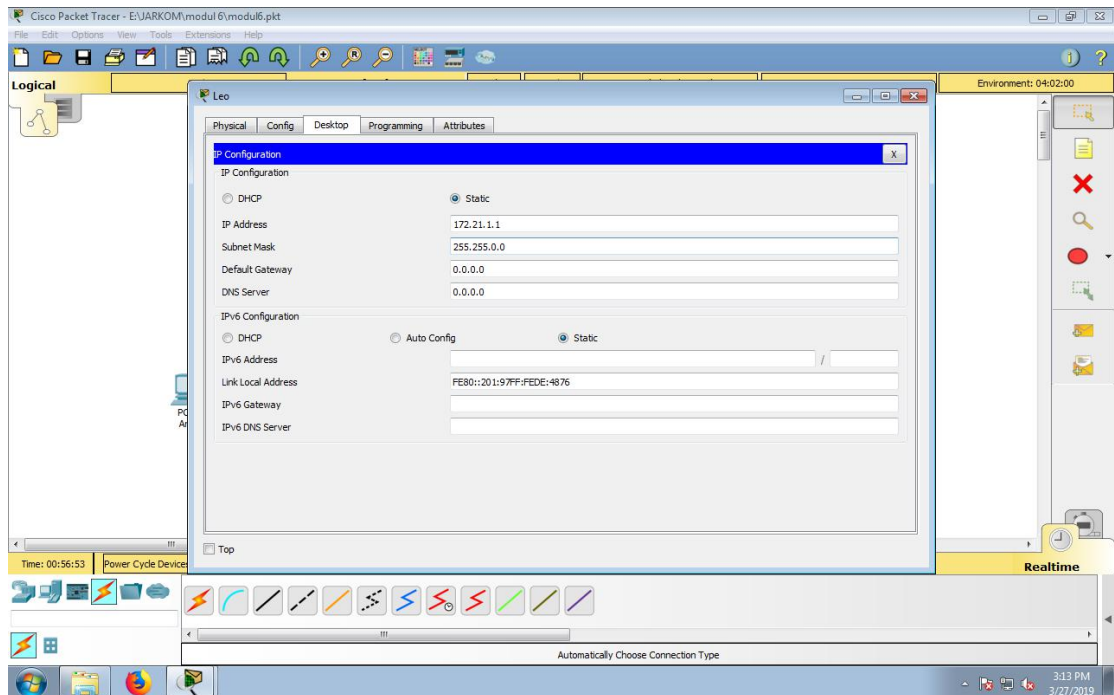 Cisco Packet Tracer - E:\JARKOM\modul 6\modul6.pkt
File Edit Options View Tools Extensions Help
Logical
Environment: 04:02:00
Leo
Physical Config Desktop Programming Attributes
IP Configuration X
IP Configuration
DHCP Static
IP Address 172.21.1.1
Subnet Mask 255.255.0.0
Default Gateway 0.0.0.0
DNS Server 0.0.0.0
IPv6 Configuration
DHCP Auto Config Static
IPv6 Address /
Link Local Address FE80::201:97FF:FEDE:4876
IPv6 Gateway
IPv6 DNS Server
Top
Time: 00:56:53 Power Cycle Device
Realtime
Automatically Choose Connection Type
3:13 PM
3/27/2019